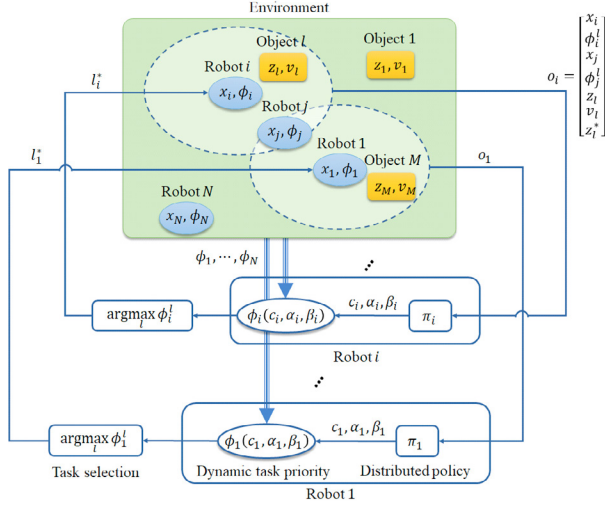 Environment
Object l
z_l, v_l
Object 1
z_1, v_1
Robot i
x_i, ϕ_i
Robot j
x_j, ϕ_j
Robot 1
x_1, ϕ_1
Object M
z_M, v_M
Robot N
x_N, ϕ_N
l_i^*
l_1^*
o_i = [x_i
ϕ_i^l
x_j
ϕ_j^l
z_l
v_l
z_l^*]
o_1
ϕ_1, ⋯, ϕ_N
⋰
argmax_l ϕ_i^l
ϕ_i(c_i, α_i, β_i)
c_i, α_i, β_i
π_i
Robot i
⋰
argmax_l ϕ_1^l
ϕ_1(c_1, α_1, β_1)
c_1, α_1, β_1
π_1
Task selection
Dynamic task priority
Distributed policy
Robot 1